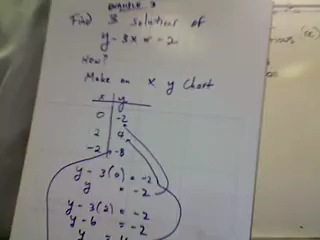 Find 3 solutions of
y - 3x = -2
How?
Make an x y Chart
x y
0 -2
2 4
-2 -8
y - 3(0) = -2
y = -2
y - 3(2) = -2
y - 6 = -2
y = 4